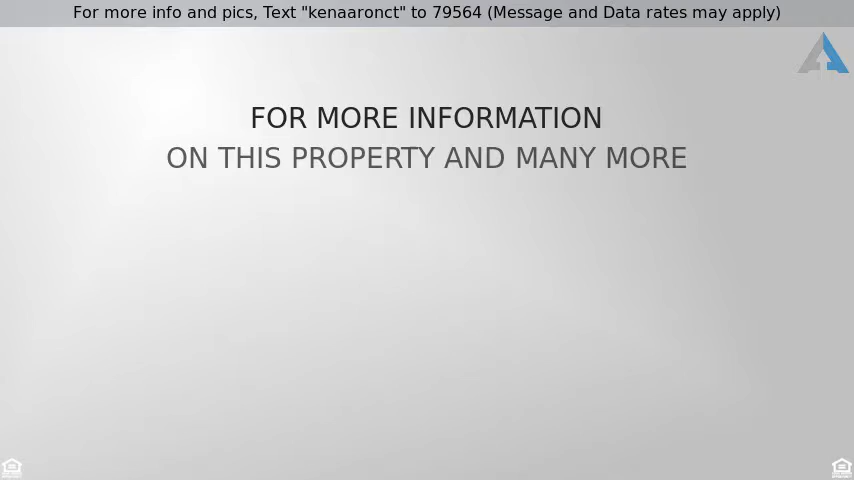 For more info and pics, Text "kenaaronct" to 79564 (Message and Data rates may apply)
FOR MORE INFORMATION
ON THIS PROPERTY AND MANY MORE